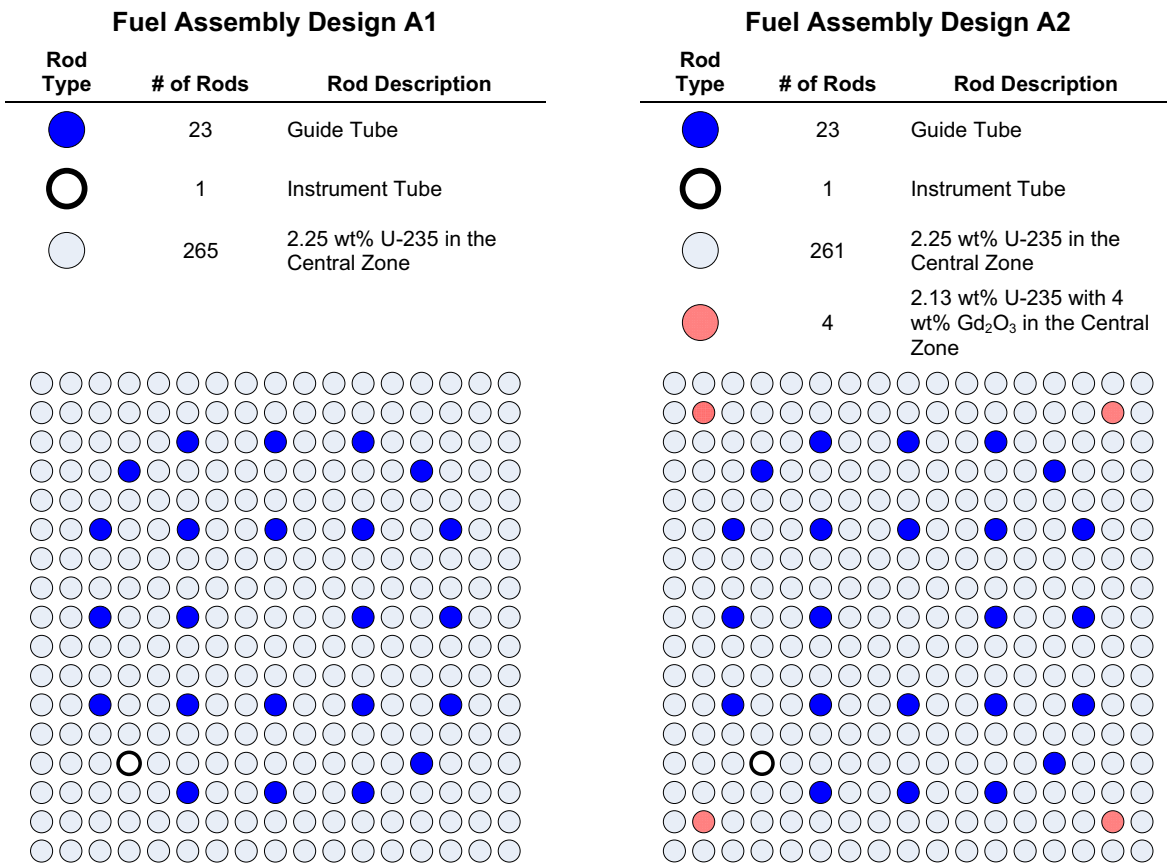 Fuel Assembly Design A1
Rod
Type
# of Rods
Rod Description
23
Guide Tube
1
Instrument Tube
265
2.25 wt% U-235 in the
Central Zone
Fuel Assembly Design A2
Rod
Type
# of Rods
Rod Description
23
Guide Tube
1
Instrument Tube
261
2.25 wt% U-235 in the
Central Zone
4
2.13 wt% U-235 with 4
wt% Gd₂O₃ in the Central
Zone